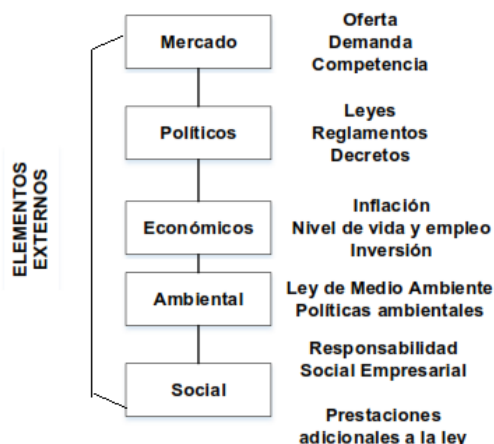 ELEMENTOS
EXTERNOS
Mercado
Oferta
Demanda
Competencia
Políticos
Leyes
Reglamentos
Decretos
Económicos
Inflación
Nivel de vida y empleo
Inversión
Ambiental
Ley de Medio Ambiente
Políticas ambientales
Social
Responsabilidad
Social Empresarial
Prestaciones
adicionales a la ley